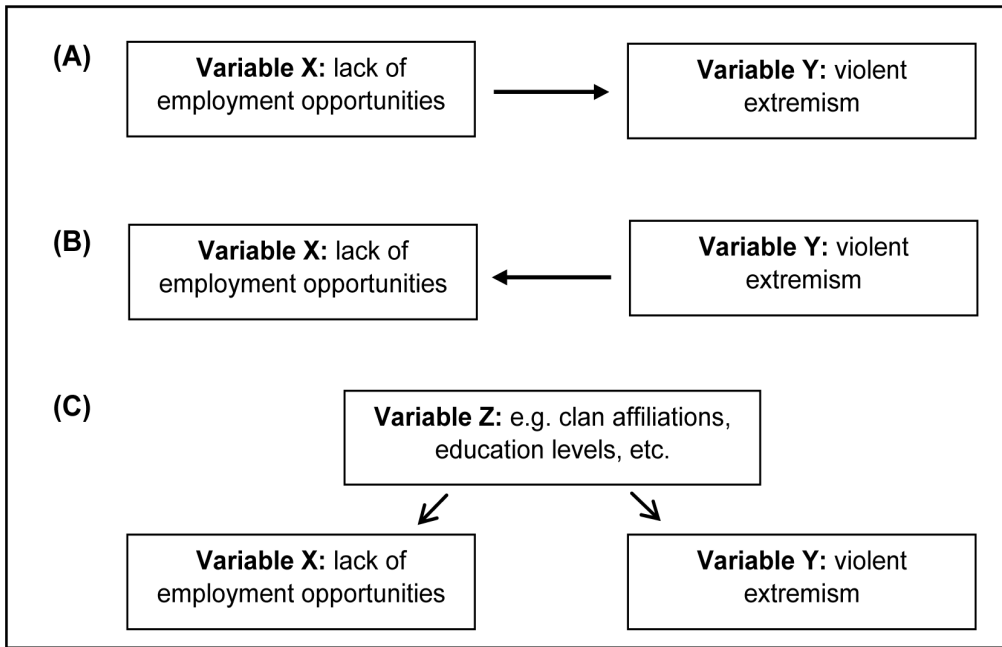 (A)
Variable X: lack of
employment opportunities
Variable Y: violent
extremism
(B)
Variable X: lack of
employment opportunities
Variable Y: violent
extremism
(C)
Variable Z: e.g. clan affiliations,
education levels, etc.
Variable X: lack of
employment opportunities
Variable Y: violent
extremism